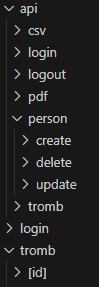 api
csv
login
logout
pdf
person
create
delete
update
tromb
login
tromb
[id]